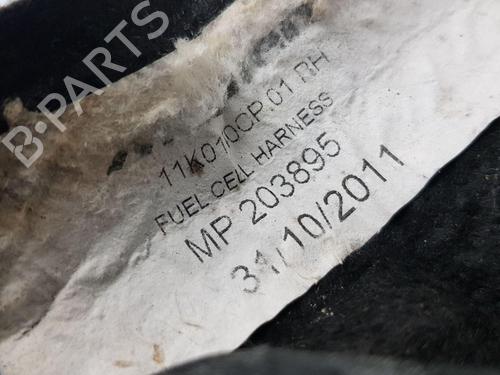 B-PARTS
11K010CP.01 RH
FUEL CELL HARNESS
MP 203895
31/10/2011